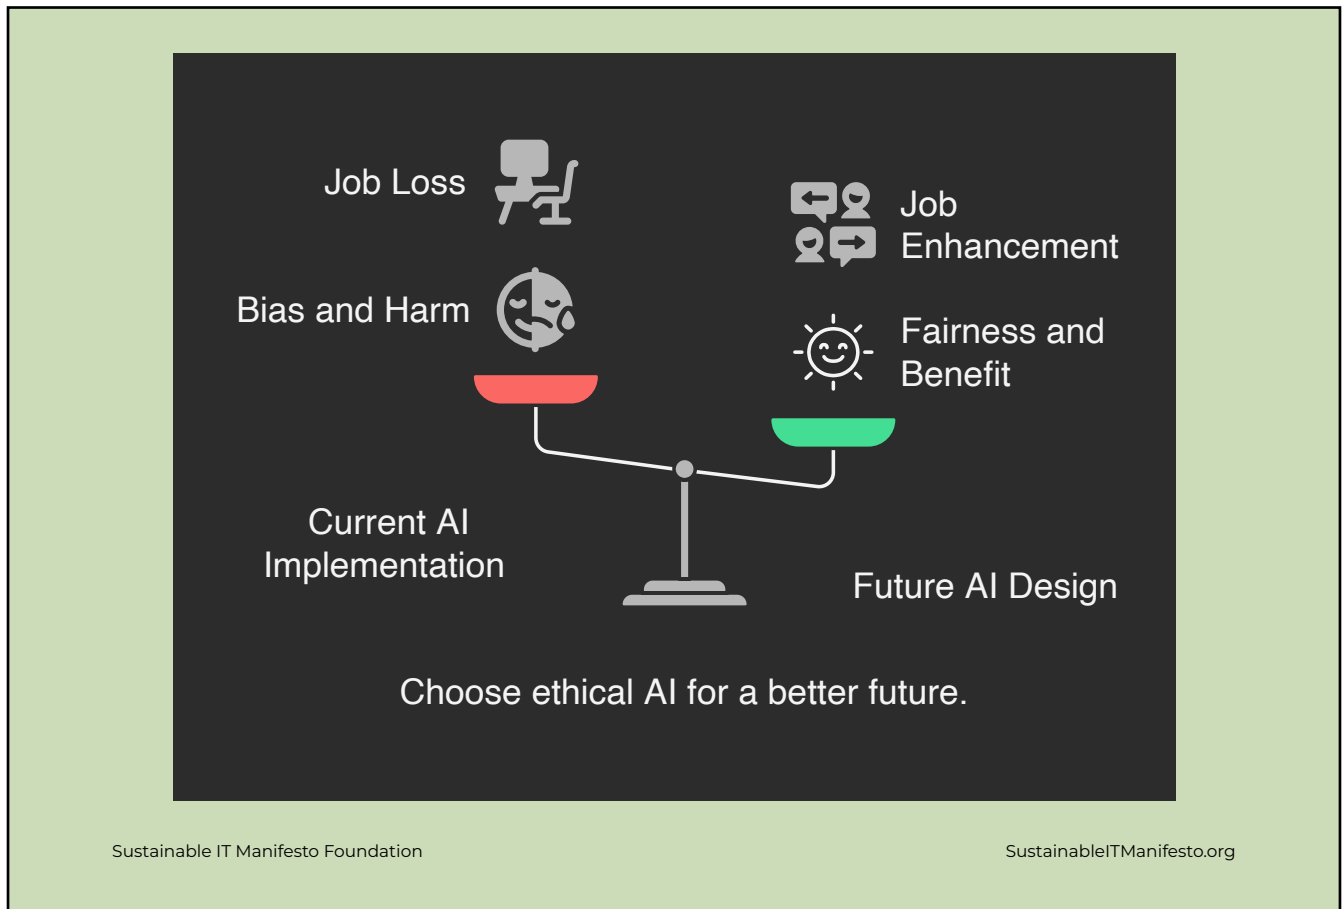 Job Loss
Bias and Harm
Current AI
Implementation
Job
Enhancement
Fairness and
Benefit
Future AI Design
Choose ethical AI for a better future.
Sustainable IT Manifesto Foundation
SustainableITManifesto.org